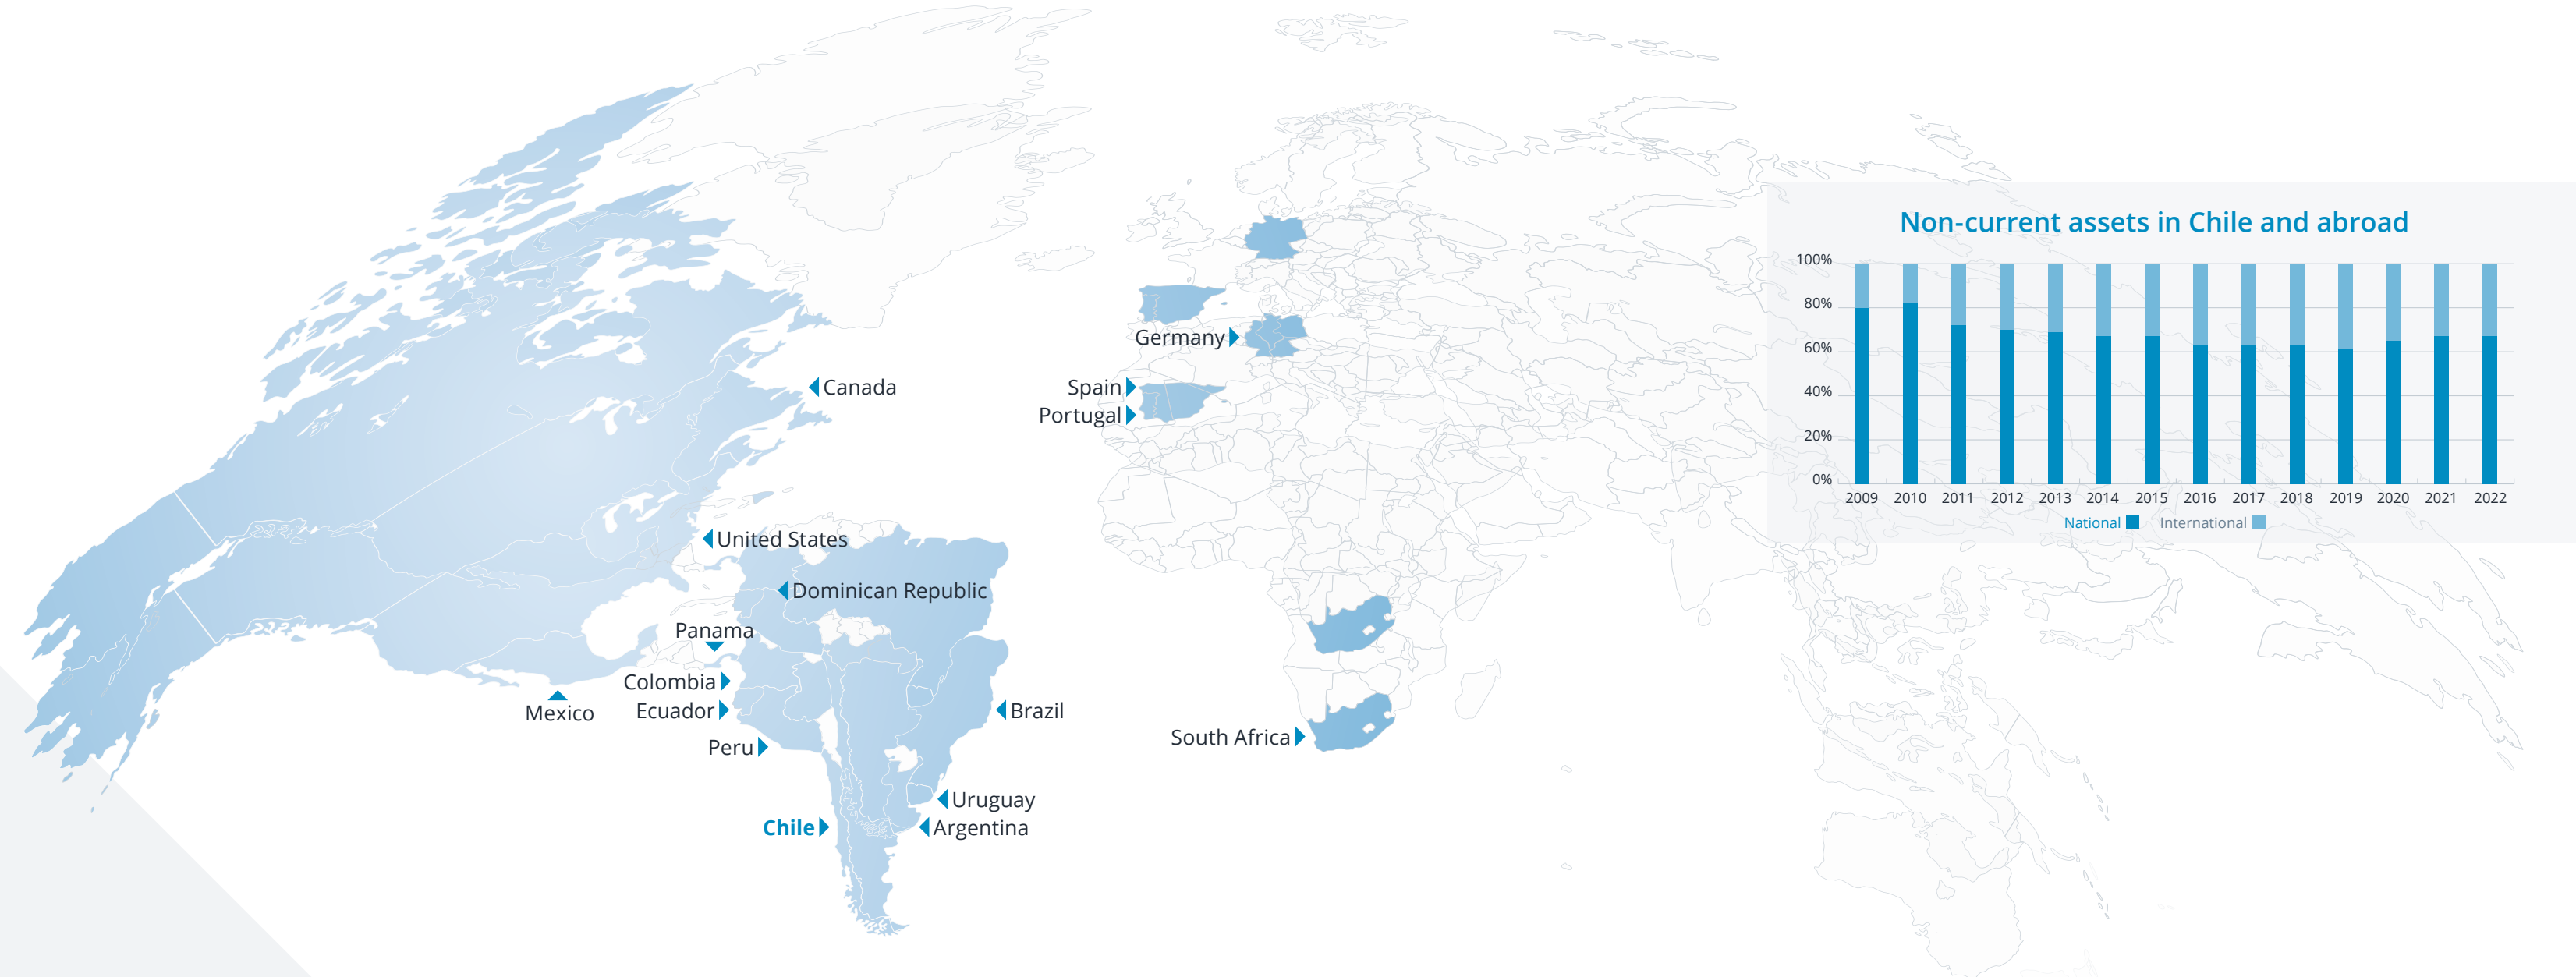 Non-current assets in Chile and abroad
100%
80%
60%
40%
20%
0%
2009 2010 2011 2012 2013 2014 2015 2016 2017 2018 2019 2020 2021 2022
National International
Germany
Canada
Spain
Portugal
United States
Dominican Republic
Panama
Colombia
Mexico
Ecuador
Brazil
Peru
South Africa
Uruguay
Chile
Argentina